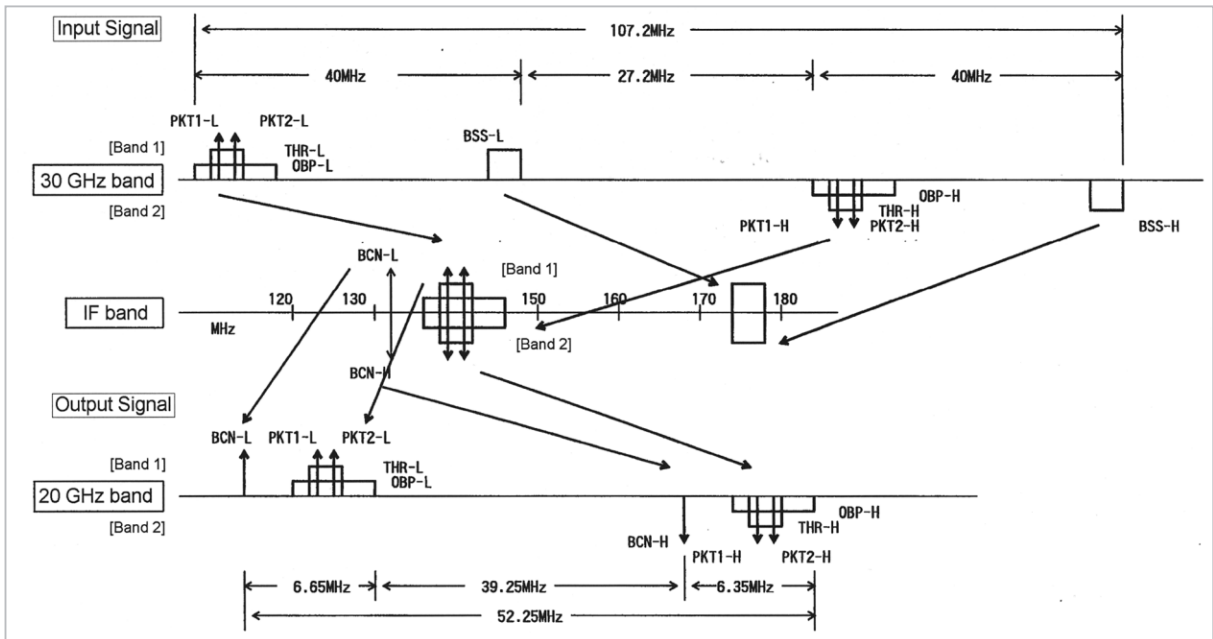 Input Signal
107.2MHz
40MHz
27.2MHz
40MHz
PKT1-L
PKT2-L
BSS-L
[Band 1]
THR-L
OBP-L
30 GHz band
[Band 2]
OBP-H
THR-H
PKT1-H
PKT2-H
BSS-H
BCN-L
[Band 1]
120
130
150
160
170
180
IF band
MHz
[Band 2]
BCN-H
Output Signal
BCN-L
PKT1-L
PKT2-L
[Band 1]
THR-L
OBP-L
20 GHz band
[Band 2]
OBP-H
THR-H
BCN-H
PKT1-H
PKT2-H
6.65MHz
39.25MHz
6.35MHz
52.25MHz